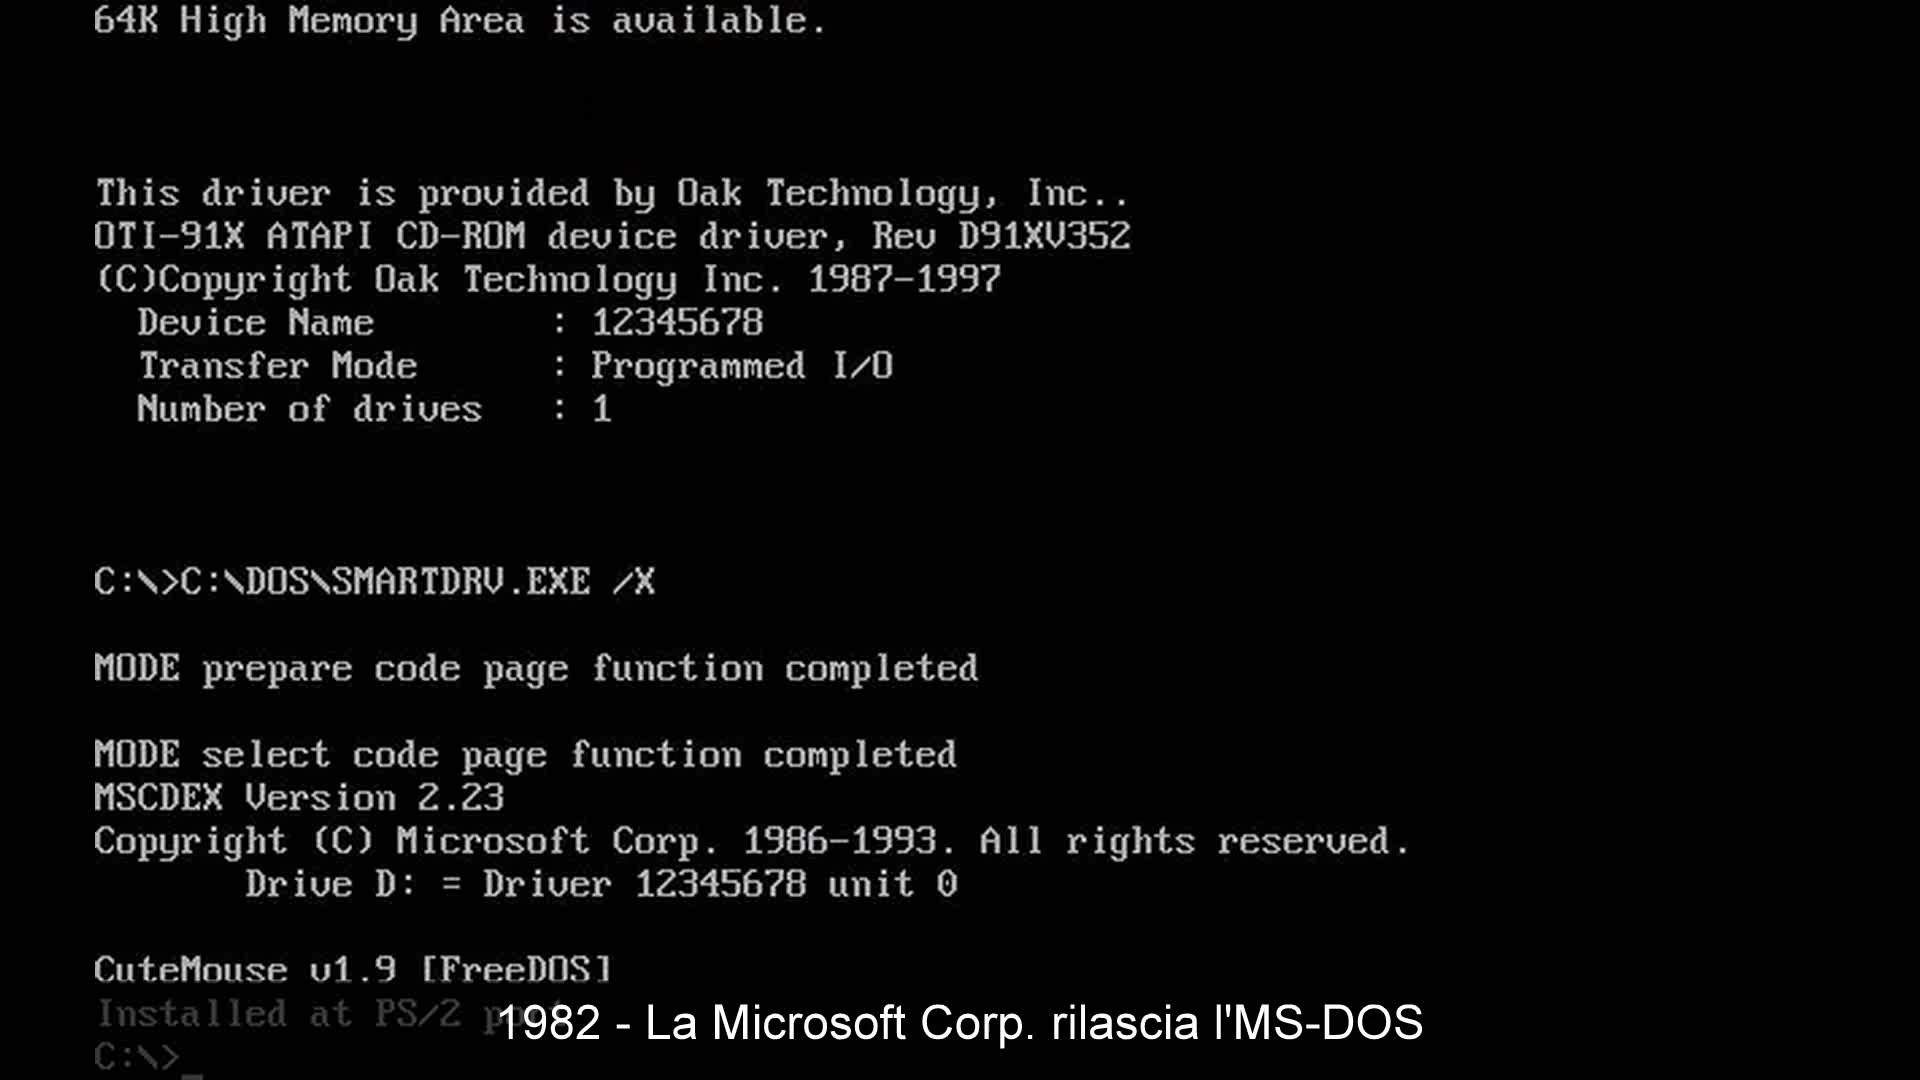 64K High Memory Area is available.
This driver is provided by Oak Technology, Inc..
OTI-91X ATAPI CD-ROM device driver, Rev D91XV352
(C)Copyright Oak Technology Inc. 1987-1997
Device Name : 12345678
Transfer Mode : Programmed I/O
Number of drives : 1
C:\>C:\DOS\SMARTDRV.EXE /X
MODE prepare code page function completed
MODE select code page function completed
MSCDEX Version 2.23
Copyright (C) Microsoft Corp. 1986-1993. All rights reserved.
Drive D: = Driver 12345678 unit 0
CuteMouse v1.9 [FreeDOS]
Installed at PS/2 port
1982 - La Microsoft Corp. rilascia l'MS-DOS
C:\>_